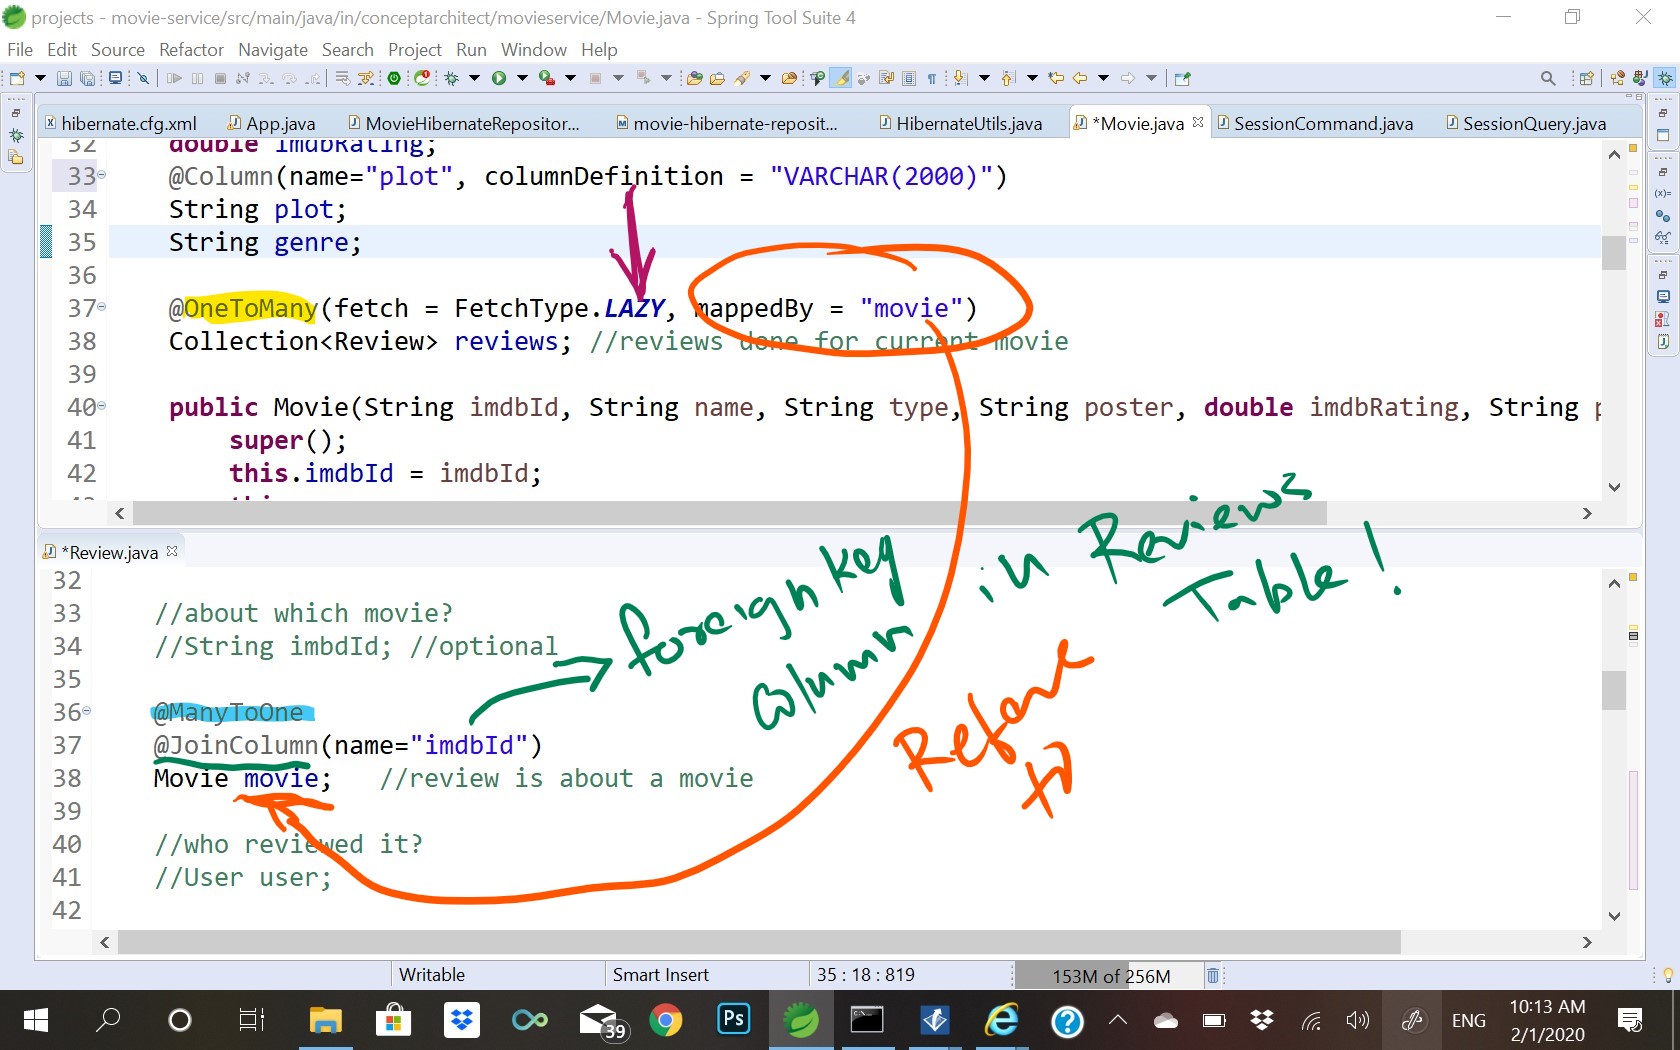 projects - movie-service/src/main/java/in/conceptarchitect/movieservice/Movie.java - Spring Tool Suite 4
File Edit Source Refactor Navigate Search Project Run Window Help
hibernate.cfg.xml App.java MovieHibernateRepositor... movie-hibernate-reposit... HibernateUtils.java *Movie.java SessionCommand.java SessionQuery.java
32 double imdbRating;
33 @Column(name="plot", columnDefinition = "VARCHAR(2000)")
34 String plot;
35 String genre;
36
37 @OneToMany(fetch = FetchType.LAZY, mappedBy = "movie")
38 Collection<Review> reviews; //reviews done for current movie
39
40 public Movie(String imdbId, String name, String type, String poster, double imdbRating, String
41 super();
42 this.imdbId = imdbId;
*Review.java
foreign key
column
in Reviews
Table!
32
33 //about which movie?
34 //String imbdId; //optional
35
36 @ManyToOne
37 @JoinColumn(name="imdbId")
38 Movie movie; //review is about a movie
39
40 //who reviewed it?
41 //User user;
42
to
Writable Smart Insert 35 : 18 : 819 153M of 256M
39 Ps ENG 10:13 AM
2/1/2020